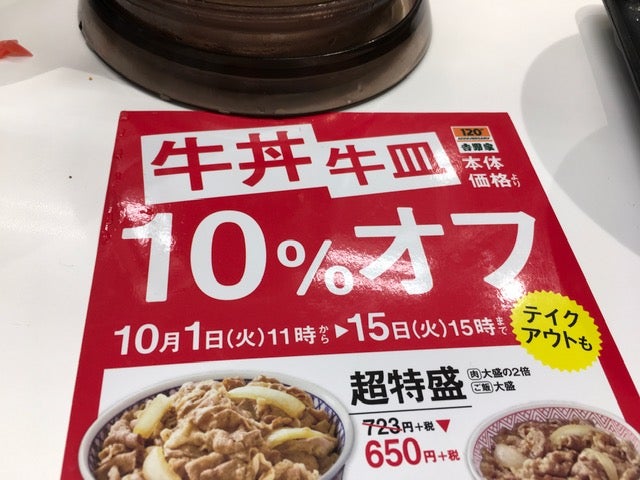 牛丼 牛皿
120th
ANNIVERSARY
吉野家
本体
価格より
10%オフ
10月1日(火)11時から▶15日(火)15時まで
テイク
アウトも
超特盛
肉大盛の2倍
ご飯大盛
723円+税
650円+税